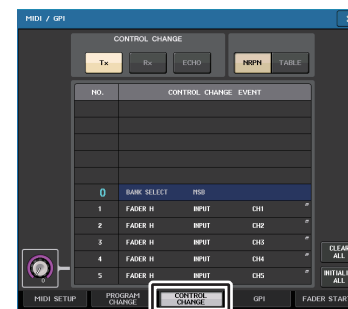 MIDI / GPI
CONTROL CHANGE
Tx Rx ECHO NRPN TABLE
NO. CONTROL CHANGE EVENT
0 BANK SELECT MSB
1 FADER H INPUT CH1
2 FADER H INPUT CH2
3 FADER H INPUT CH3
4 FADER H INPUT CH4
5 FADER H INPUT CH5
CLEAR
ALL
INITIALI
ALL
0
MIDI SETUP
PROGRAM
CHANGE
CONTROL
CHANGE
GPI
FADER START